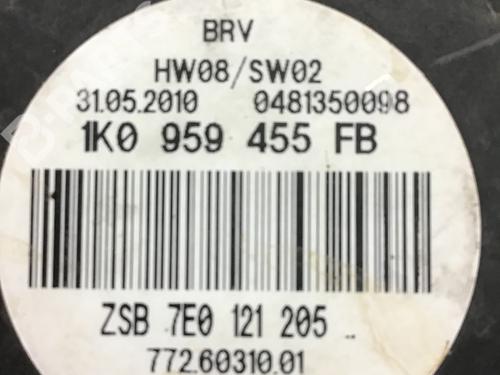 BRV
HW08/SW02
31.05.2010 0481350098
1K0 959 455 FB
ZSB 7E0 121 205
772.60310.01